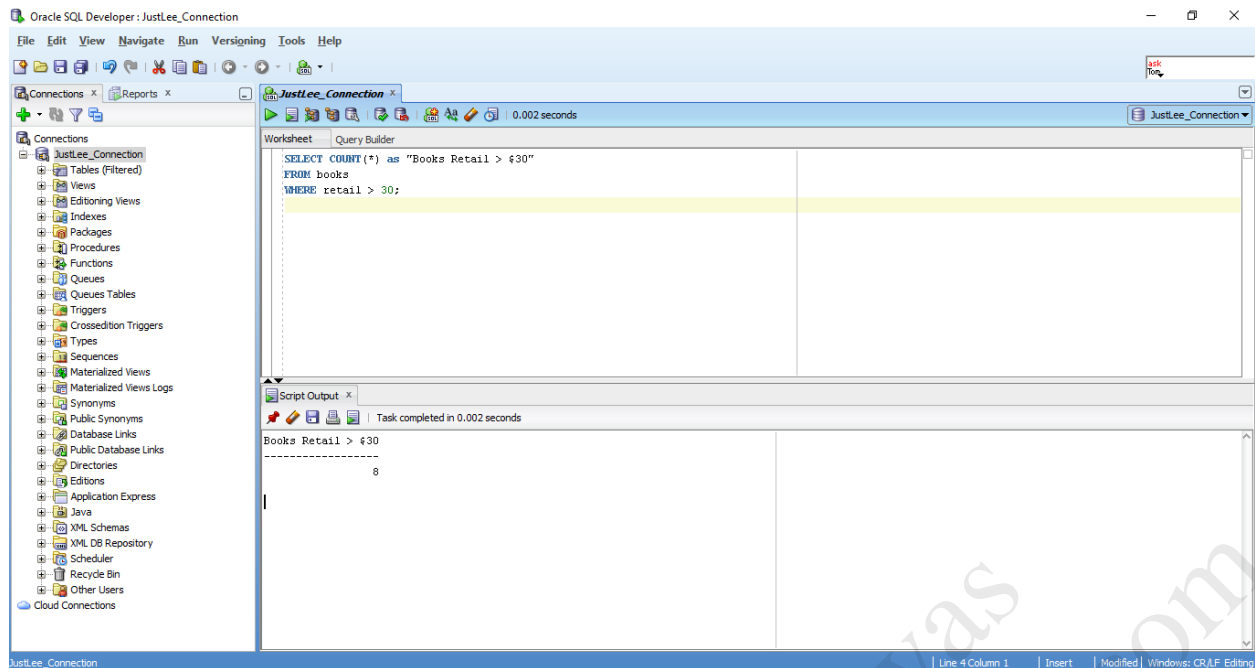 Oracle SQL Developer : JustLee_Connection
File Edit View Navigate Run Versioning Tools Help
ask
Tom
Connections
Reports
JustLee_Connection
0.002 seconds
JustLee_Connection
Worksheet
Query Builder
Connections
JustLee_Connection
Tables (Filtered)
Views
Editioning Views
Indexes
Packages
Procedures
Functions
Queues
Queues Tables
Triggers
Crossedition Triggers
Types
Sequences
Materialized Views
Materialized Views Logs
Synonyms
Public Synonyms
Database Links
Public Database Links
Directories
Editions
Application Express
Java
XML Schemas
XML DB Repository
Scheduler
Recycle Bin
Other Users
Cloud Connections
SELECT COUNT(*) as "Books Retail > $30"
FROM books
WHERE retail > 30;
Script Output
Task completed in 0.002 seconds
Books Retail > $30
------------------
8
JustLee_Connection
Line 4 Column 1
Insert
Modified
Windows: CR/LF Editing